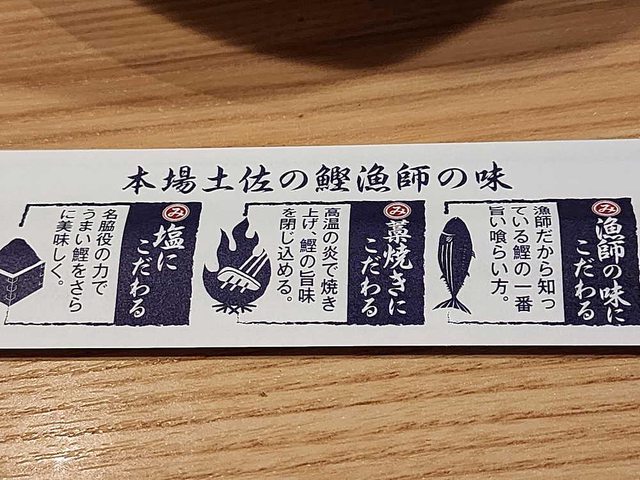 本場土佐の鰹漁師の味
み
漁師の味に
こだわる
漁師だから知っ
ている鰹の一番
旨い喰らい方。
み
藁焼きに
こだわる
高温の炎で焼き
上げ、鰹の旨味
を閉じ込める。
み
塩に
こだわる
名脇役の力で
うまい鰹をさら
に美味しく。